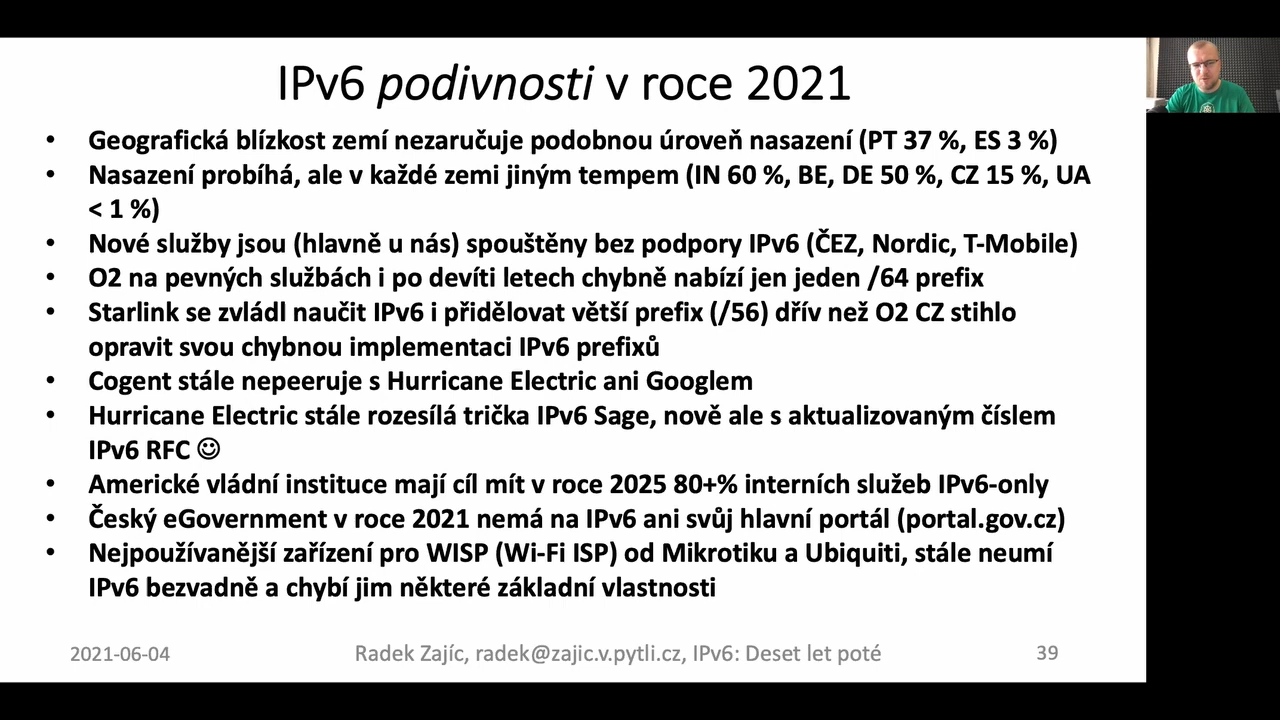 IPv6 podivnosti v roce 2021
• Geografická blízkost zemí nezaručuje podobnou úroveň nasazení (PT 37 %, ES 3 %)
• Nasazení probíhá, ale v každé zemi jiným tempem (IN 60 %, BE, DE 50 %, CZ 15 %, UA
< 1 %)
• Nové služby jsou (hlavně u nás) spouštěny bez podpory IPv6 (ČEZ, Nordic, T-Mobile)
• O2 na pevných službách i po devíti letech chybně nabízí jen jeden /64 prefix
• Starlink se zvládl naučit IPv6 i přidělovat větší prefix (/56) dřív než O2 CZ stihlo
opravit svou chybnou implementaci IPv6 prefixů
• Cogent stále nepeeruje s Hurricane Electric ani Googlem
• Hurricane Electric stále rozesílá trička IPv6 Sage, nově ale s aktualizovaným číslem
IPv6 RFC ☺
• Americké vládní instituce mají cíl mít v roce 2025 80+% interních služeb IPv6-only
• Český eGovernment v roce 2021 nemá na IPv6 ani svůj hlavní portál (portal.gov.cz)
• Nejpoužívanější zařízení pro WISP (Wi-Fi ISP) od Mikrotiku a Ubiquiti, stále neumí
IPv6 bezvadně a chybí jim některé základní vlastnosti
2021-06-04
Radek Zajíc, radek@zajic.v.pytli.cz, IPv6: Deset let poté
39